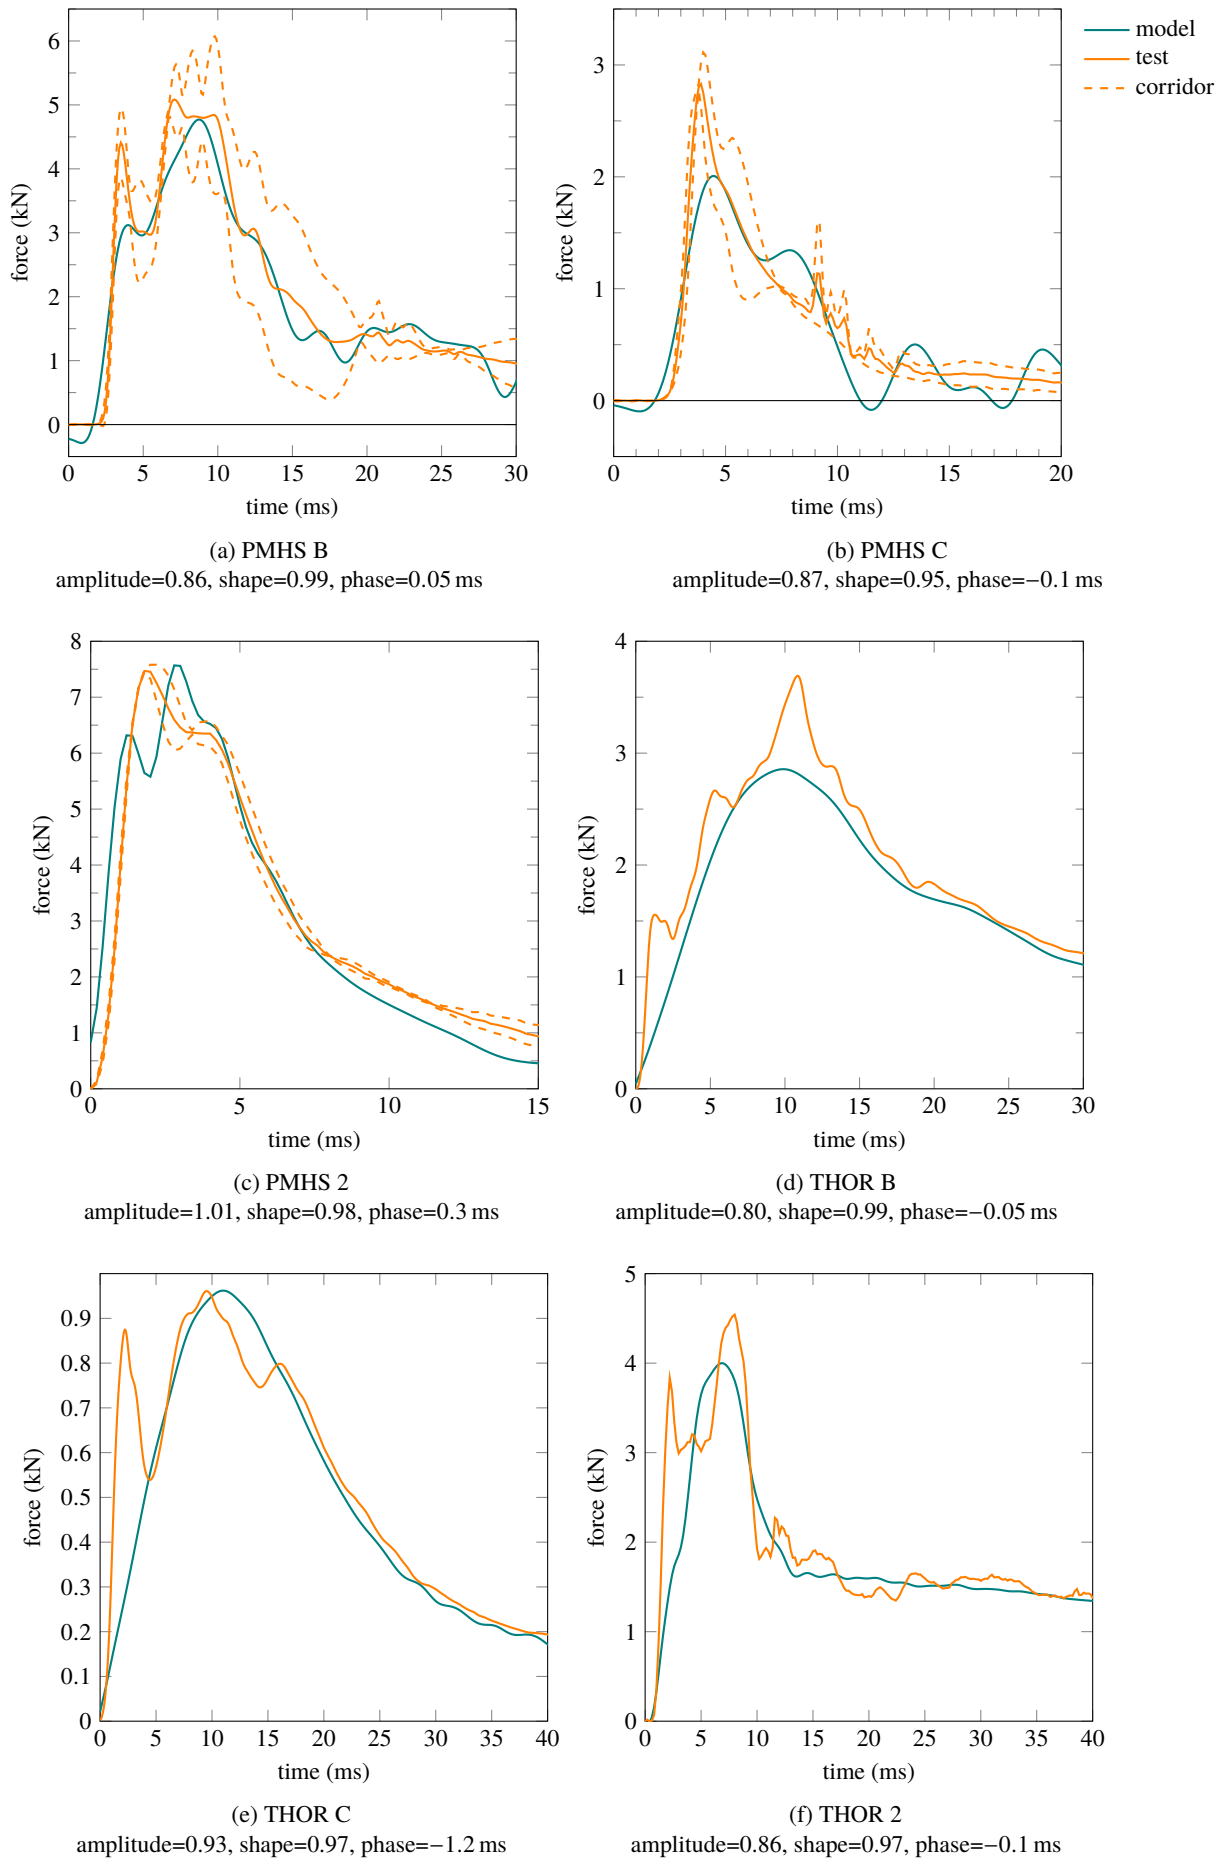 6
5
4
3
2
1
0
force (kN)
0 5 10 15 20 25 30
time (ms)
(a) PMHS B
amplitude=0.86, shape=0.99, phase=0.05 ms
3
2
1
0
force (kN)
0 5 10 15 20
time (ms)
(b) PMHS C
amplitude=0.87, shape=0.95, phase=−0.1 ms
model
test
corridor
8
7
6
5
4
3
2
1
0
force (kN)
0 5 10 15
time (ms)
(c) PMHS 2
amplitude=1.01, shape=0.98, phase=0.3 ms
4
3
2
1
0
force (kN)
0 5 10 15 20 25 30
time (ms)
(d) THOR B
amplitude=0.80, shape=0.99, phase=−0.05 ms
0.9
0.8
0.7
0.6
0.5
0.4
0.3
0.2
0.1
0
force (kN)
0 5 10 15 20 25 30 35 40
time (ms)
(e) THOR C
amplitude=0.93, shape=0.97, phase=−1.2 ms
5
4
3
2
1
0
force (kN)
0 5 10 15 20 25 30 35 40
time (ms)
(f) THOR 2
amplitude=0.86, shape=0.97, phase=−0.1 ms